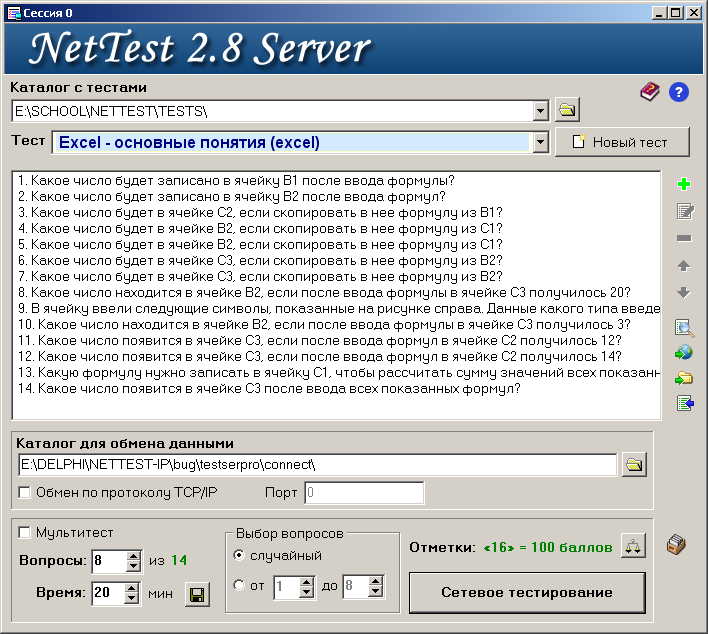 Сессия 0
NetTest 2.8 Server
Каталог с тестами
E:\SCHOOL\NETTEST\TESTS\
Тест Excel - основные понятия (excel) Новый тест
1. Какое число будет записано в ячейку B1 после ввода формулы?
2. Какое число будет записано в ячейку B2 после ввода формул?
3. Какое число будет в ячейке C2, если скопировать в нее формулу из B1?
4. Какое число будет в ячейке B2, если скопировать в нее формулу из C1?
5. Какое число будет в ячейке B2, если скопировать в нее формулу из C1?
6. Какое число будет в ячейке C3, если скопировать в нее формулу из B2?
7. Какое число будет в ячейке C3, если скопировать в нее формулу из B2?
8. Какое число находится в ячейке B2, если после ввода формулы в ячейке C3 получилось 20?
9. В ячейку ввели следующие символы, показанные на рисунке справа. Данные какого типа введе
10. Какое число находится в ячейке B2, если после ввода формулы в ячейке C3 получилось 3?
11. Какое число появится в ячейке C3, если после ввода формул в ячейке C2 получилось 12?
12. Какое число появится в ячейке C3, если после ввода формул в ячейке C2 получилось 14?
13. Какую формулу нужно записать в ячейку C1, чтобы рассчитать сумму значений всех показанн
14. Какое число появится в ячейке C3 после ввода всех показанных формул?
Каталог для обмена данными
E:\DELPHI\NETTEST-IP\bug\testserpro\connect\
Обмен по протоколу TCP/IP Порт 0
Мультитест
Вопросы: 8 из 14
Время: 20 мин
Выбор вопросов
случайный
от 1 до 8
Отметки: «16» = 100 баллов
Сетевое тестирование